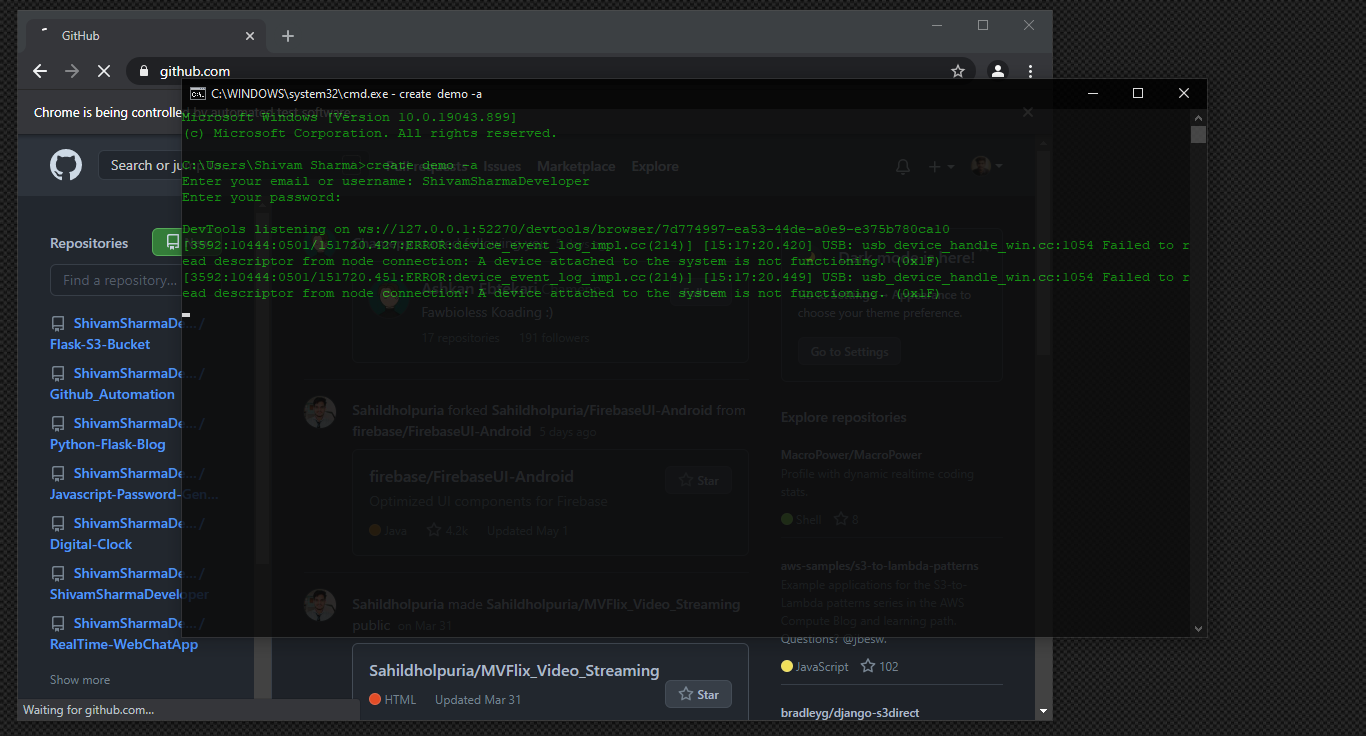 GitHub
github.com
C:\WINDOWS\system32\cmd.exe - create demo -a
Chrome is being controlled by automated test software.
Microsoft Windows [Version 10.0.19043.899]
(c) Microsoft Corporation. All rights reserved.
Search or ju
Pull requests Issues Marketplace Explore
C:\Users\Shivam Sharma>create demo -a
Enter your email or username: ShivamSharmaDeveloper
Enter your password:
DevTools listening on ws://127.0.0.1:52270/devtools/browser/7d774997-ea53-44de-a0e9-e375b780ca10
[3592:10444:0501/151720.427:ERROR:device_event_log_impl.cc(214)] [15:17:20.420] USB: usb_device_handle_win.cc:1054 Failed to r
ead descriptor from node connection: A device attached to the system is not functioning. (0x1F)
[3592:10444:0501/151720.451:ERROR:device_event_log_impl.cc(214)] [15:17:20.449] USB: usb_device_handle_win.cc:1054 Failed to r
ead descriptor from node connection: A device attached to the system is not functioning. (0x1F)
Repositories
Find a repository…
ShivamSharmaDe… /
Flask-S3-Bucket
ShivamSharmaDe… /
Github_Automation
ShivamSharmaDe… /
Python-Flask-Blog
ShivamSharmaDe… /
Javascript-Password-Gen…
ShivamSharmaDe… /
Digital-Clock
ShivamSharmaDe… /
ShivamSharmaDeveloper
ShivamSharmaDe… /
RealTime-WebChatApp
Show more
Waiting for github.com...
Fawbioless Koading :)
17 repositories 191 followers
Sahildholpuria forked Sahildholpuria/FirebaseUI-Android from
firebase/FirebaseUI-Android 5 days ago
firebase/FirebaseUI-Android
Star
Optimized UI components for Firebase
Java 4.2k Updated May 1
Sahildholpuria made Sahildholpuria/MVFlix_Video_Streaming
public on Mar 31
Sahildholpuria/MVFlix_Video_Streaming
Star
HTML Updated Mar 31
here!
Appearance to
choose your theme preference.
Go to Settings
Explore repositories
MacroPower/MacroPower
Profile with dynamic realtime coding
stats.
Shell 8
aws-samples/s3-to-lambda-patterns
Example applications for the S3-to-
Lambda patterns series in the AWS
Compute Blog and learning path.
Questions? @jbesw.
JavaScript 102
bradleyg/django-s3direct